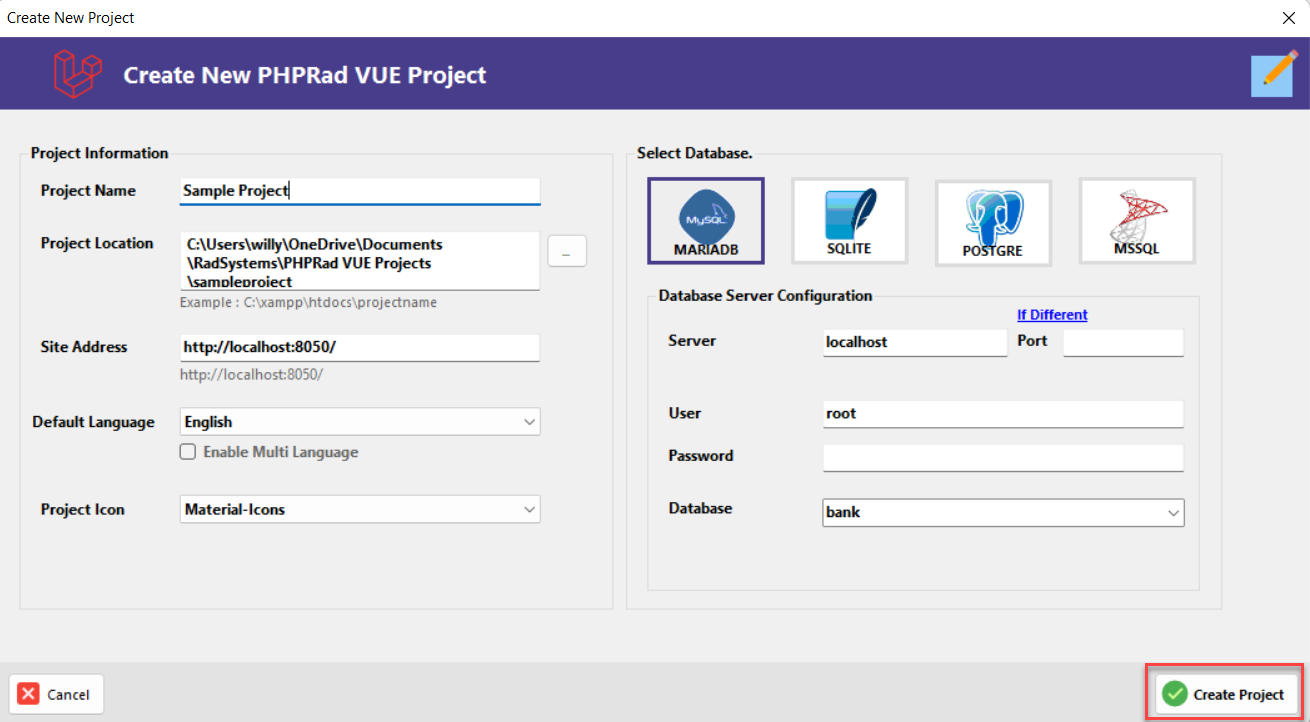 Create New Project
Create New PHPRad VUE Project
Project Information
Project Name
Sample Project
Project Location
C:\Users\willy\OneDrive\Documents
\RadSystems\PHPRad VUE Projects
\sampleproject
...
Example : C:\xampp\htdocs\projectname
Site Address
http://localhost:8050/
http://localhost:8050/
Default Language
English
Enable Multi Language
Project Icon
Material-Icons
Select Database.
MySQL
MARIADB
SQLITE
POSTGRE
MSSQL
Database Server Configuration
If Different
Server
localhost
Port
User
root
Password
Database
bank
Cancel
Create Project